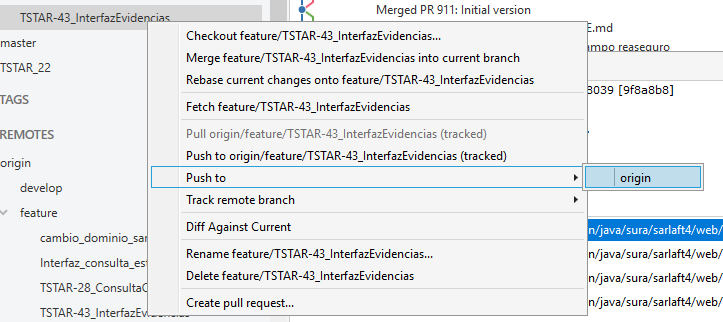 TSTAR-43_InterfazEvidencias
master
TSTAR_22
TAGS
REMOTES
origin
develop
feature
cambio_dominio_sar
Interfaz_consulta_est
TSTAR-28_ConsultaC
TSTAR-43_InterfazEvidencias
Checkout feature/TSTAR-43_InterfazEvidencias...
Merge feature/TSTAR-43_InterfazEvidencias into current branch
Rebase current changes onto feature/TSTAR-43_InterfazEvidencias
Fetch feature/TSTAR-43_InterfazEvidencias
Pull origin/feature/TSTAR-43_InterfazEvidencias (tracked)
Push to origin/feature/TSTAR-43_InterfazEvidencias (tracked)
Push to
origin
Track remote branch
Diff Against Current
Rename feature/TSTAR-43_InterfazEvidencias...
Delete feature/TSTAR-43_InterfazEvidencias
Create pull request...
Merged PR 911: Initial version
E.md
ampo reaseguro
8039 [9f8a8b8]
n/java/sura/sarlaft4/web/
n/java/sura/sarlaft4/web/
n/java/sura/sarlaft4/web/
n/java/sura/sarlaft4/web/